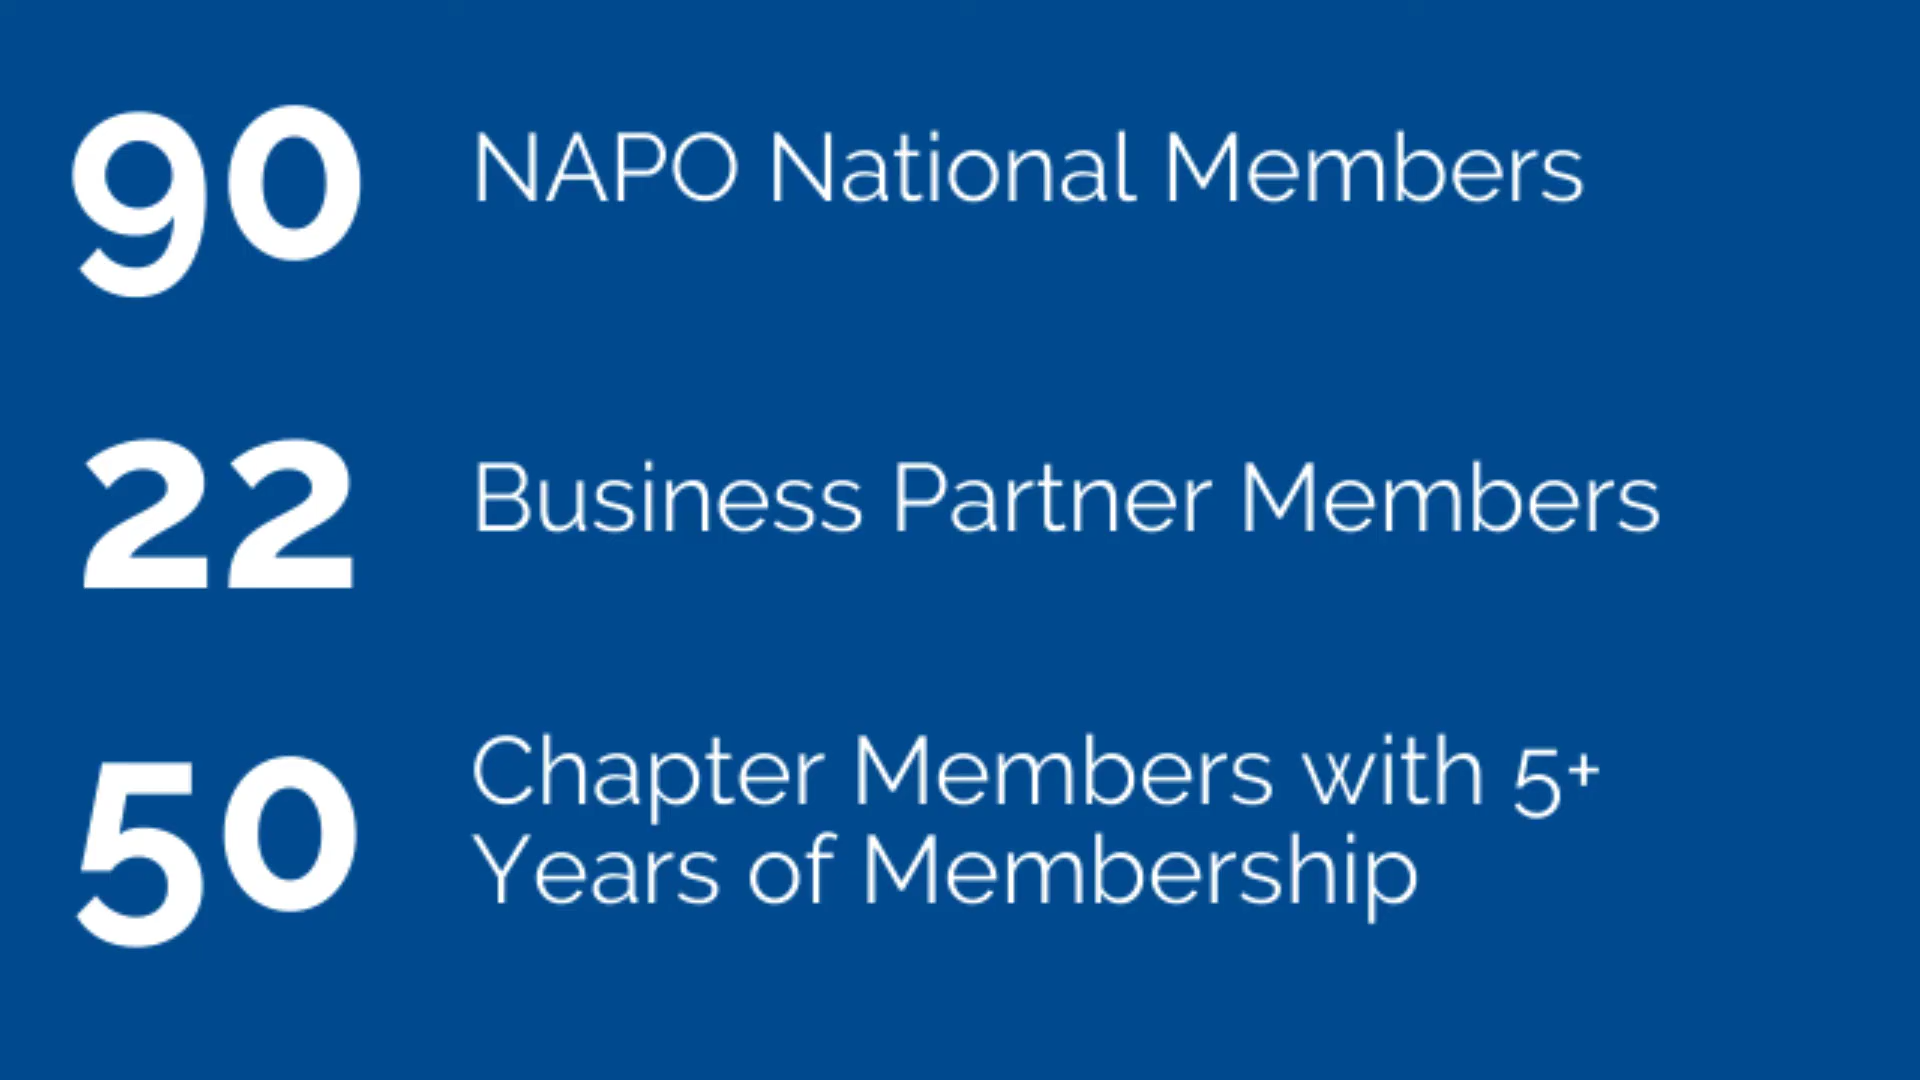 90 NAPO National Members
22 Business Partner Members
50 Chapter Members with 5+
Years of Membership